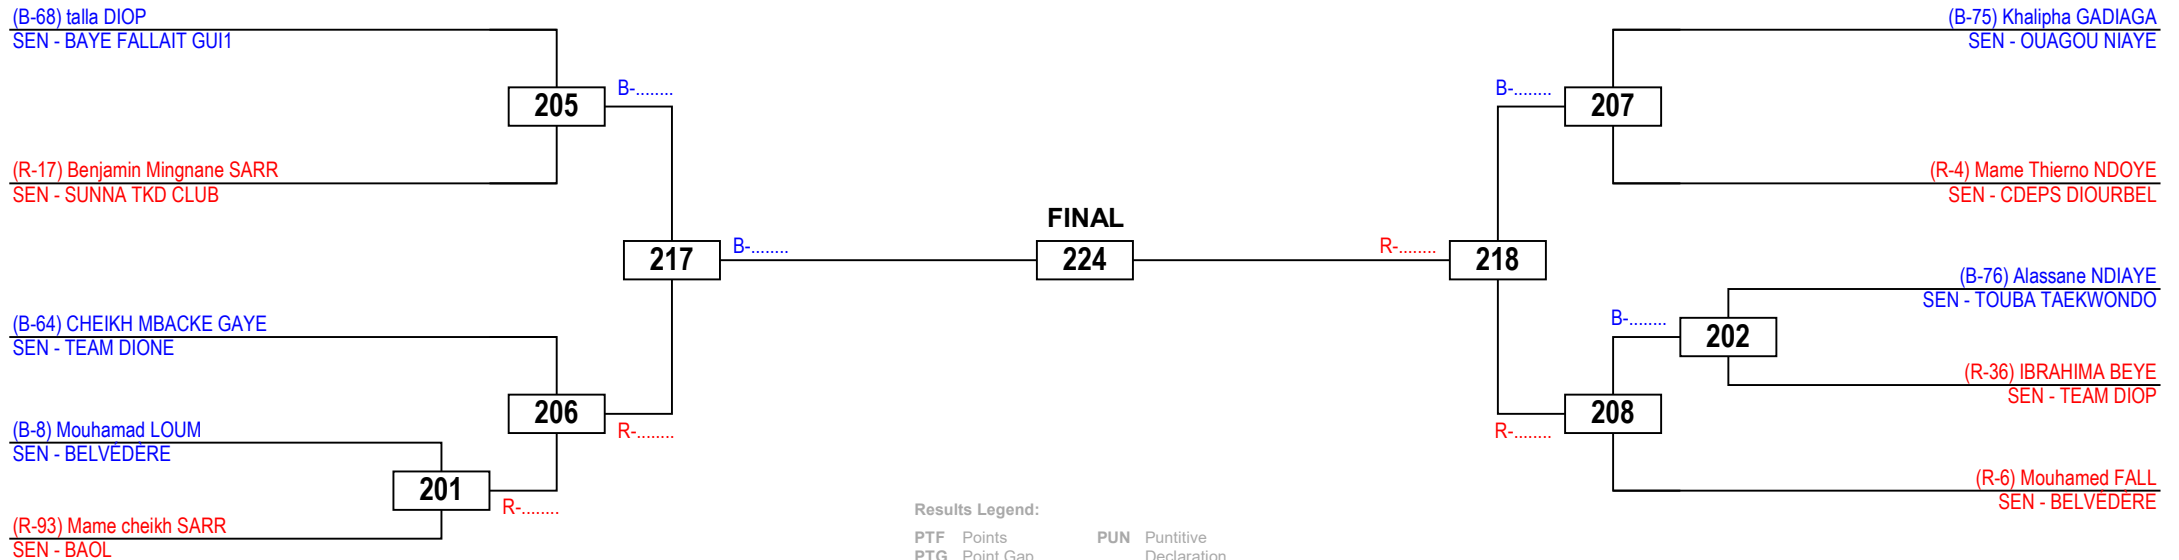 (B-68) talla DIOP
SEN - BAYE FALLAIT GUI1
205
B-........
(R-17) Benjamin Mingnane SARR
SEN - SUNNA TKD CLUB
217
B-........
(B-64) CHEIKH MBACKE GAYE
SEN - TEAM DIONE
206
R-........
(B-8) Mouhamad LOUM
SEN - BELVÉDÈRE
201
R-........
(R-93) Mame cheikh SARR
SEN - BAOL
FINAL
224
(B-75) Khalipha GADIAGA
SEN - OUAGOU NIAYE
B-........
207
(R-4) Mame Thierno NDOYE
SEN - CDEPS DIOURBEL
R-........
218
(B-76) Alassane NDIAYE
SEN - TOUBA TAEKWONDO
B-........
202
(R-36) IBRAHIMA BEYE
SEN - TEAM DIOP
208
R-........
(R-6) Mouhamed FALL
SEN - BELVÉDÈRE
Results Legend:
PTF Points PUN Puntitive
PTG Point Gap Declaration